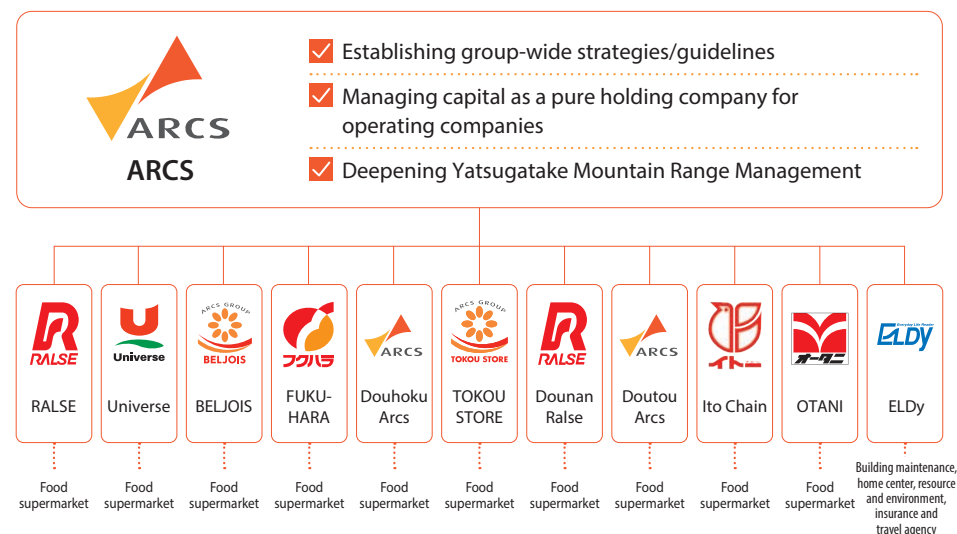 ARCS
ARCS
Establishing group-wide strategies/guidelines
Managing capital as a pure holding company for
operating companies
Deepening Yatsugatake Mountain Range Management
RALSE
RALSE
Food
supermarket
Universe
Universe
Food
supermarket
ARCS GROUP
BELJOIS
BELJOIS
Food
supermarket
フクハラ
FUKU-
HARA
Food
supermarket
ARCS
Douhoku
Arcs
Food
supermarket
ARCS GROUP
TOKOU STORE
TOKOU
STORE
Food
supermarket
RALSE
Dounan
Ralse
Food
supermarket
ARCS
Doutou
Arcs
Food
supermarket
イトー
Ito Chain
Food
supermarket
オータニ
OTANI
Food
supermarket
Everyday Life Reader
ELDy
ELDy
Building maintenance,
home center, resource
and environment,
insurance and
travel agency